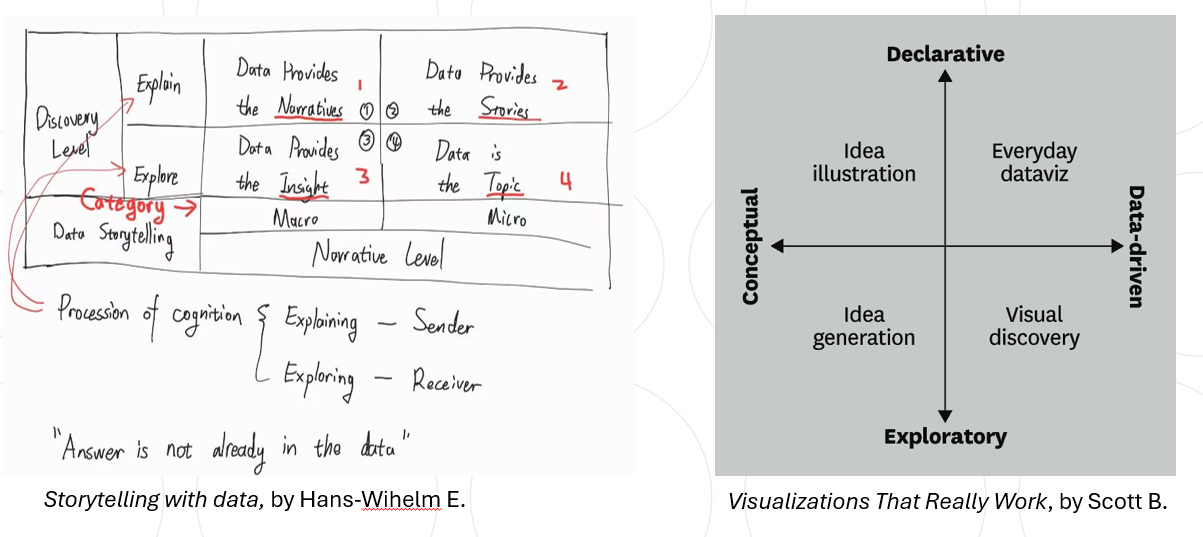 Discovery
Level
Explain
Data Provides
the Narratives
1
①
②
Data Provides
the Stories
2
Explore
Data Provides
the Insight
③
3
④
Data is
the Topic
4
Category →
Data Storytelling
Macro
Micro
Narrative Level
Procession of cognition { Explaining — Sender
Exploring — Receiver
"Answer is not already in the data"
Storytelling with data, by Hans-Wihelm E.
Declarative
Conceptual
Data-driven
Idea
illustration
Everyday
dataviz
Idea
generation
Visual
discovery
Exploratory
Visualizations That Really Work, by Scott B.